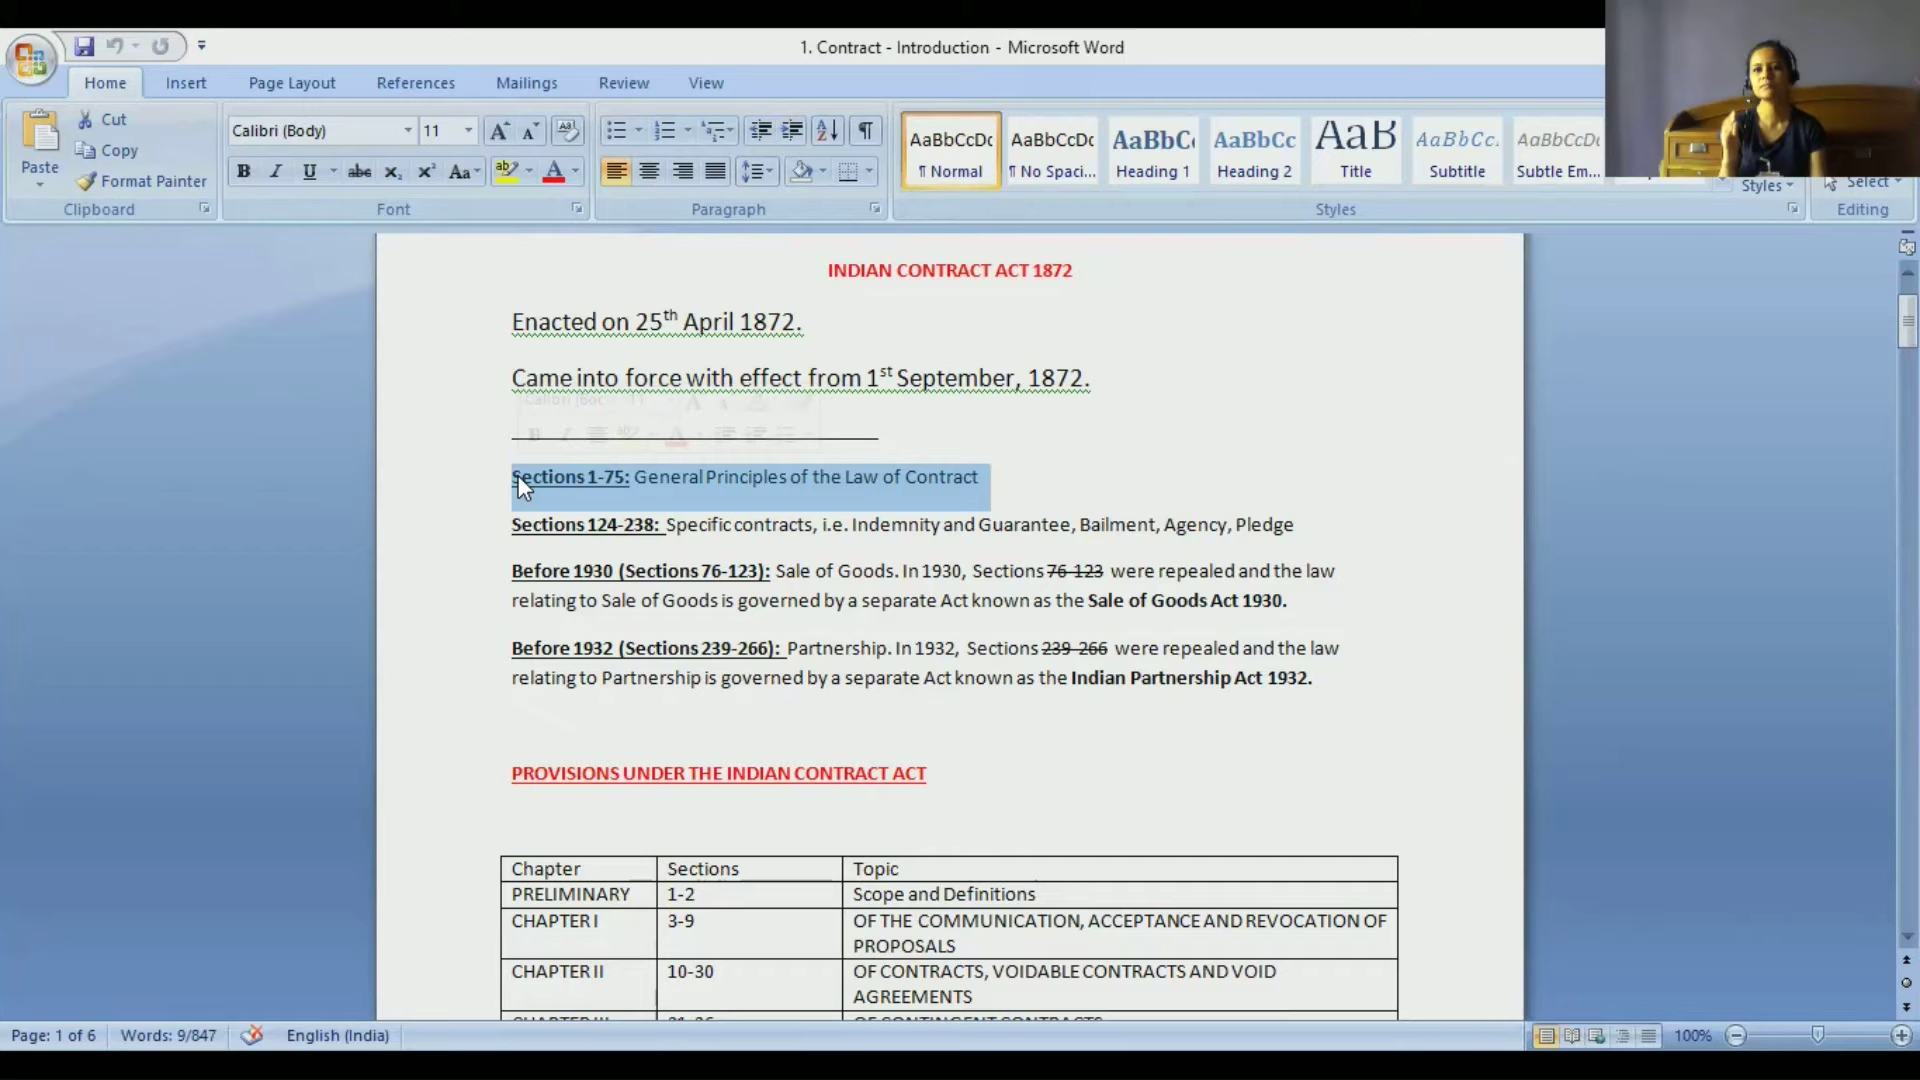 1. Contract - Introduction - Microsoft Word
Home Insert Page Layout References Mailings Review View
Paste
Cut
Copy
Format Painter
Calibri (Body) 11
B I U abc x₂ x² Aa
AaBbCcDc AaBbCcDc AaBbC AaBbCc AaB AaBbCc. AaBbCcDc
¶ Normal ¶ No Spaci... Heading 1 Heading 2 Title Subtitle Subtle Em...
Styles Select
Clipboard Font Paragraph Styles Editing
INDIAN CONTRACT ACT 1872
Enacted on 25th April 1872.
Came into force with effect from 1st September, 1872.
Sections 1-75: General Principles of the Law of Contract
Sections 124-238: Specific contracts, i.e. Indemnity and Guarantee, Bailment, Agency, Pledge
Before 1930 (Sections 76-123): Sale of Goods. In 1930, Sections 76-123 were repealed and the law
relating to Sale of Goods is governed by a separate Act known as the Sale of Goods Act 1930.
Before 1932 (Sections 239-266): Partnership. In 1932, Sections 239-266 were repealed and the law
relating to Partnership is governed by a separate Act known as the Indian Partnership Act 1932.
PROVISIONS UNDER THE INDIAN CONTRACT ACT
Chapter Sections Topic
PRELIMINARY 1-2 Scope and Definitions
CHAPTER I 3-9 OF THE COMMUNICATION, ACCEPTANCE AND REVOCATION OF
PROPOSALS
CHAPTER II 10-30 OF CONTRACTS, VOIDABLE CONTRACTS AND VOID
AGREEMENTS
Page: 1 of 6 Words: 9/847 English (India) 100%